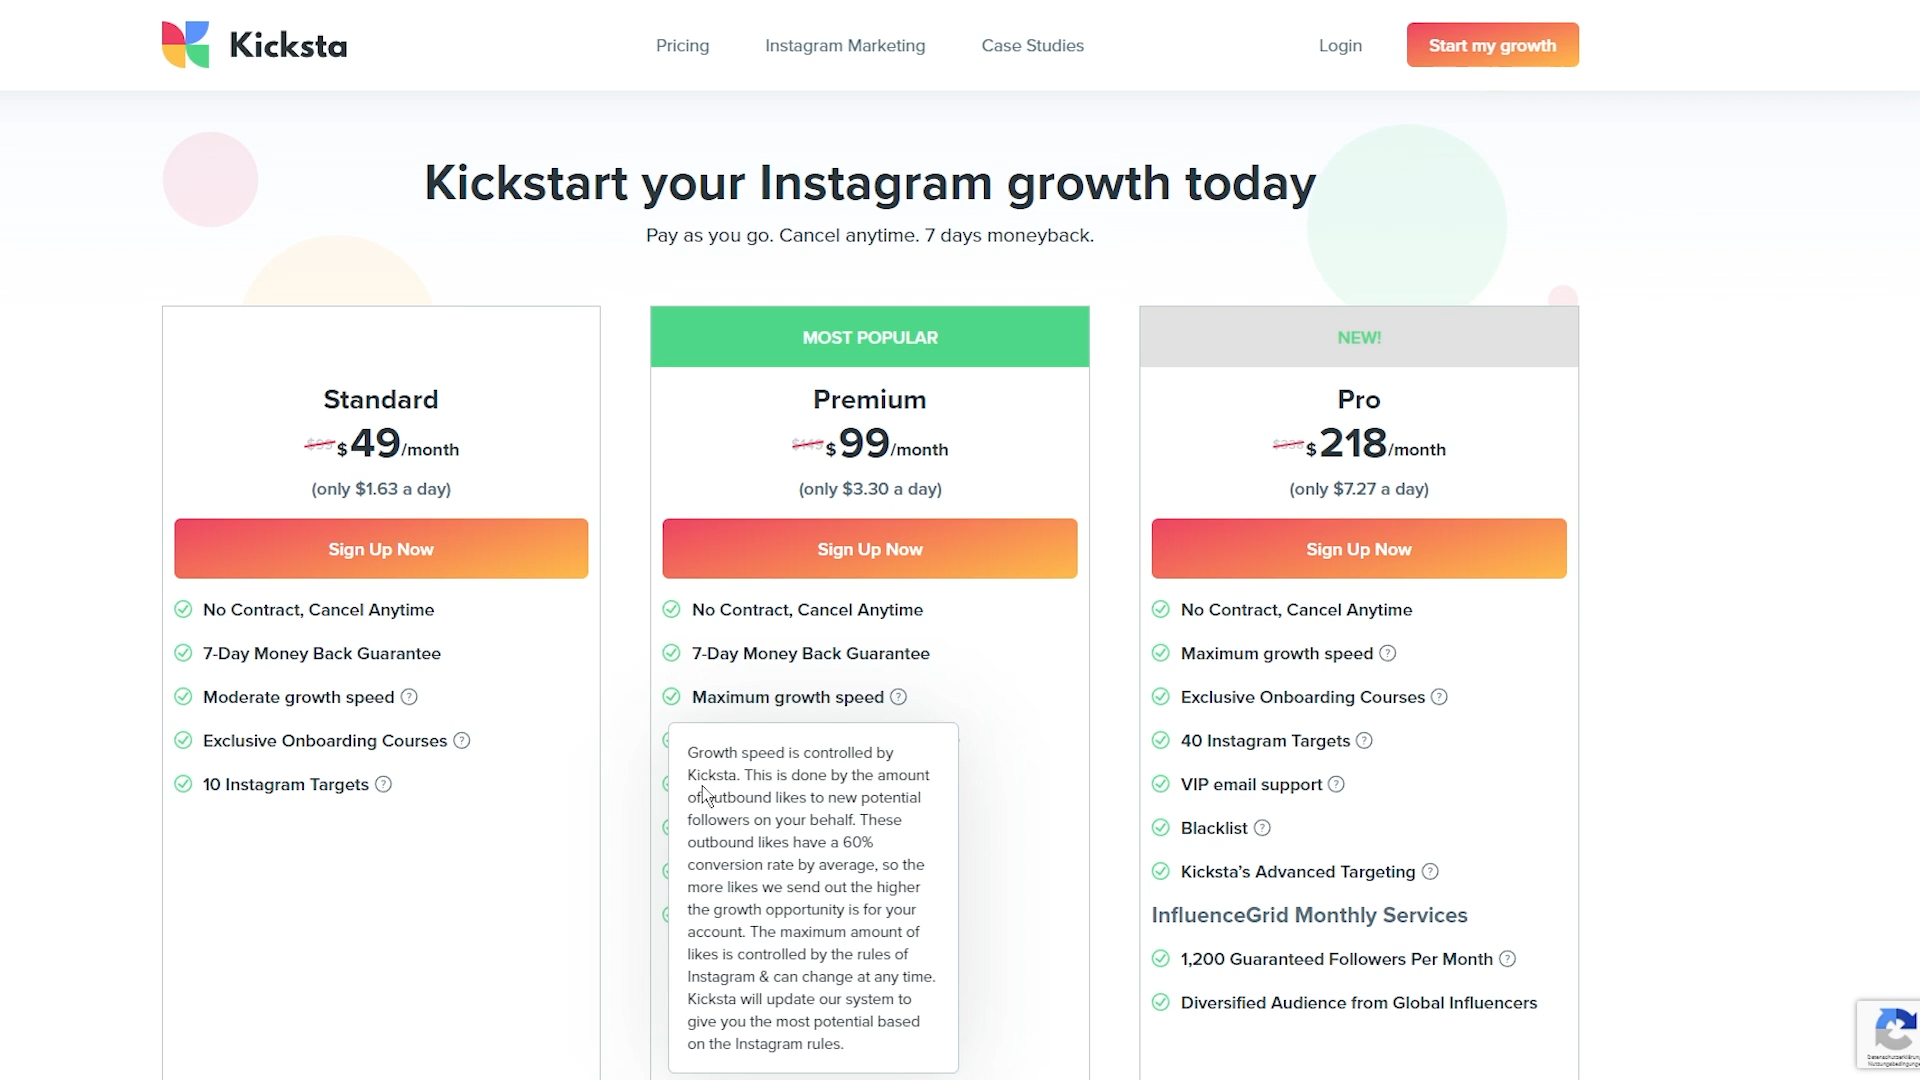 Kicksta
Pricing
Instagram Marketing
Case Studies
Login
Start my growth
Kickstart your Instagram growth today
Pay as you go. Cancel anytime. 7 days moneyback.
Standard
$49/month
(only $1.63 a day)
Sign Up Now
No Contract, Cancel Anytime
7-Day Money Back Guarantee
Moderate growth speed ?
Exclusive Onboarding Courses ?
10 Instagram Targets ?
MOST POPULAR
Premium
$99/month
(only $3.30 a day)
Sign Up Now
No Contract, Cancel Anytime
7-Day Money Back Guarantee
Maximum growth speed ?
Growth speed is controlled by
Kicksta. This is done by the amount
of outbound likes to new potential
followers on your behalf. These
outbound likes have a 60%
conversion rate by average, so the
more likes we send out the higher
the growth opportunity is for your
account. The maximum amount of
likes is controlled by the rules of
Instagram & can change at any time.
Kicksta will update our system to
give you the most potential based
on the Instagram rules.
NEW!
Pro
$218/month
(only $7.27 a day)
Sign Up Now
No Contract, Cancel Anytime
Maximum growth speed ?
Exclusive Onboarding Courses ?
40 Instagram Targets ?
VIP email support ?
Blacklist ?
Kicksta's Advanced Targeting ?
InfluenceGrid Monthly Services
1,200 Guaranteed Followers Per Month ?
Diversified Audience from Global Influencers